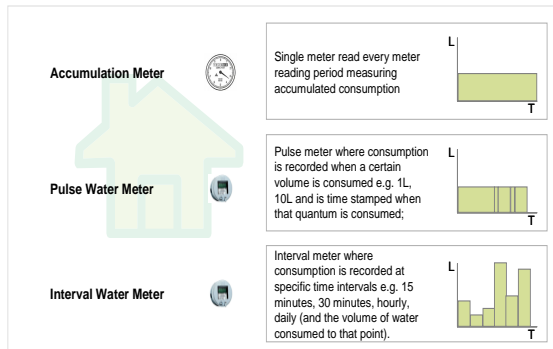 Accumulation Meter
Single meter read every meter
reading period measuring
accumulated consumption
L
T
Pulse Water Meter
Pulse meter where consumption
is recorded when a certain
volume is consumed e.g. 1L,
10L and is time stamped when
that quantum is consumed;
L
T
Interval Water Meter
Interval meter where
consumption is recorded at
specific time intervals e.g. 15
minutes, 30 minutes, hourly,
daily (and the volume of water
consumed to that point).
L
T